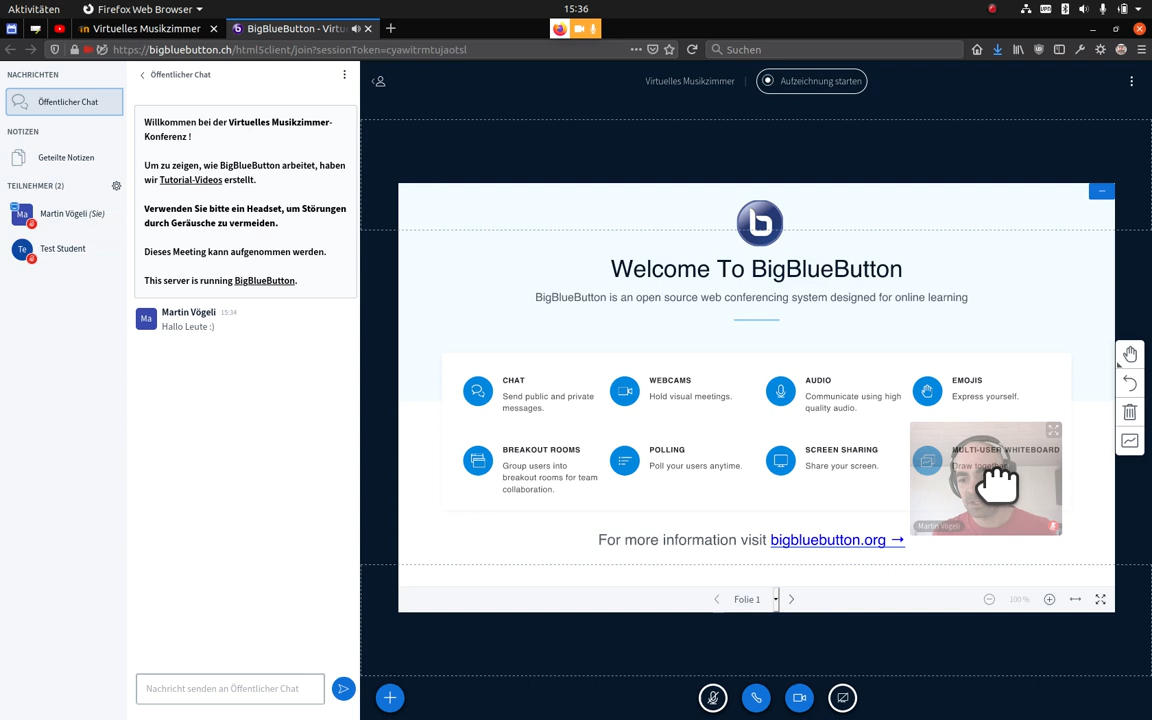 Aktivitäten
Firefox Web Browser
15:36
Virtuelles Musikzimmer
BigBlueButton - Virtu
https://bigbluebutton.ch/html5client/join?sessionToken=cyawitrmtujaotsl
Suchen
NACHRICHTEN
Öffentlicher Chat
NOTIZEN
Geteilte Notizen
TEILNEHMER (2)
Ma
Martin Vögeli (Sie)
Te
Test Student
Öffentlicher Chat
Willkommen bei der Virtuelles Musikzimmer-
Konferenz !
Um zu zeigen, wie BigBlueButton arbeitet, haben
wir Tutorial-Videos erstellt.
Verwenden Sie bitte ein Headset, um Störungen
durch Geräusche zu vermeiden.
Dieses Meeting kann aufgenommen werden.
This server is running BigBlueButton.
Ma
Martin Vögeli 15:34
Hallo Leute :)
Nachricht senden an Öffentlicher Chat
Virtuelles Musikzimmer
Aufzeichnung starten
b
Welcome To BigBlueButton
BigBlueButton is an open source web conferencing system designed for online learning
CHAT
Send public and private
messages.
WEBCAMS
Hold visual meetings.
AUDIO
Communicate using high
quality audio.
EMOJIS
Express yourself.
BREAKOUT ROOMS
Group users into
breakout rooms for team
collaboration.
POLLING
Poll your users anytime.
SCREEN SHARING
Share your screen.
MULTI-USER WHITEBOARD
Draw together.
Martin Vögeli
For more information visit bigbluebutton.org →
Folie 1
100 %